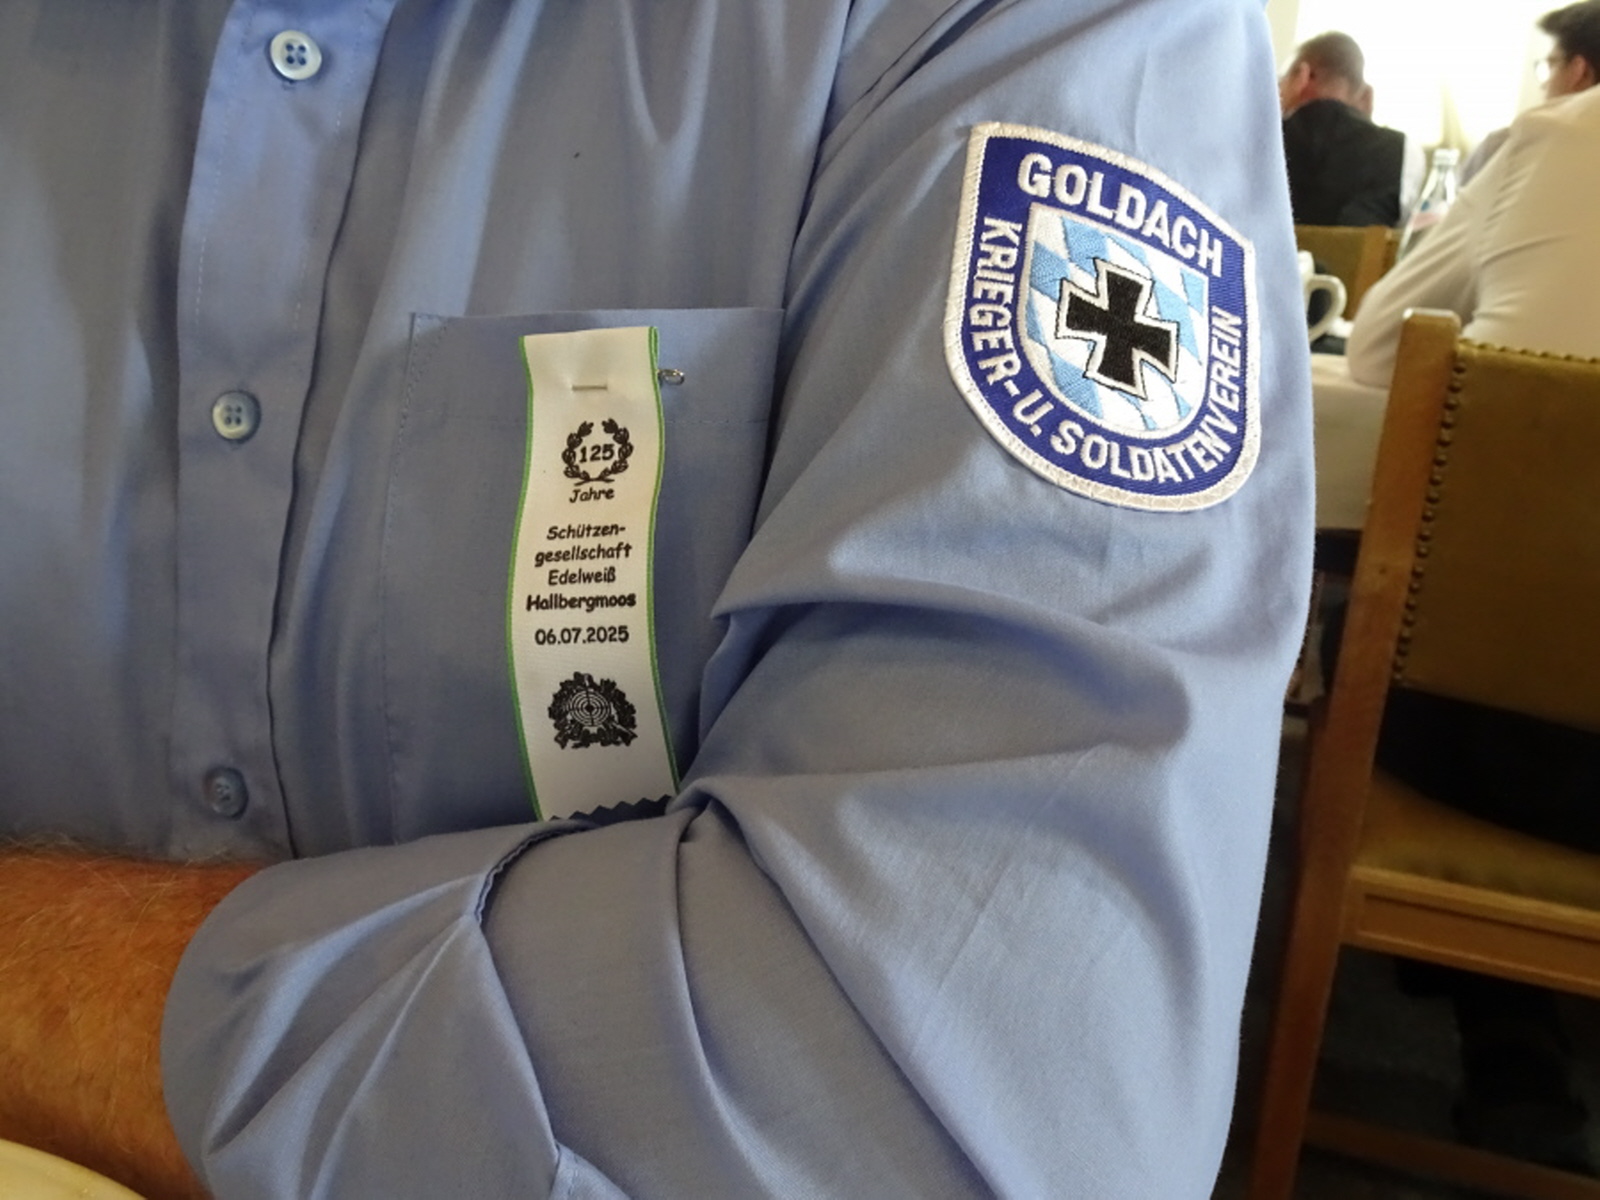 125
Jahre
Schützen-
gesellschaft
Edelweiß
Hallbergmoos
06.07.2025
GOLDACH
KRIEGER-U. SOLDATENVEREIN